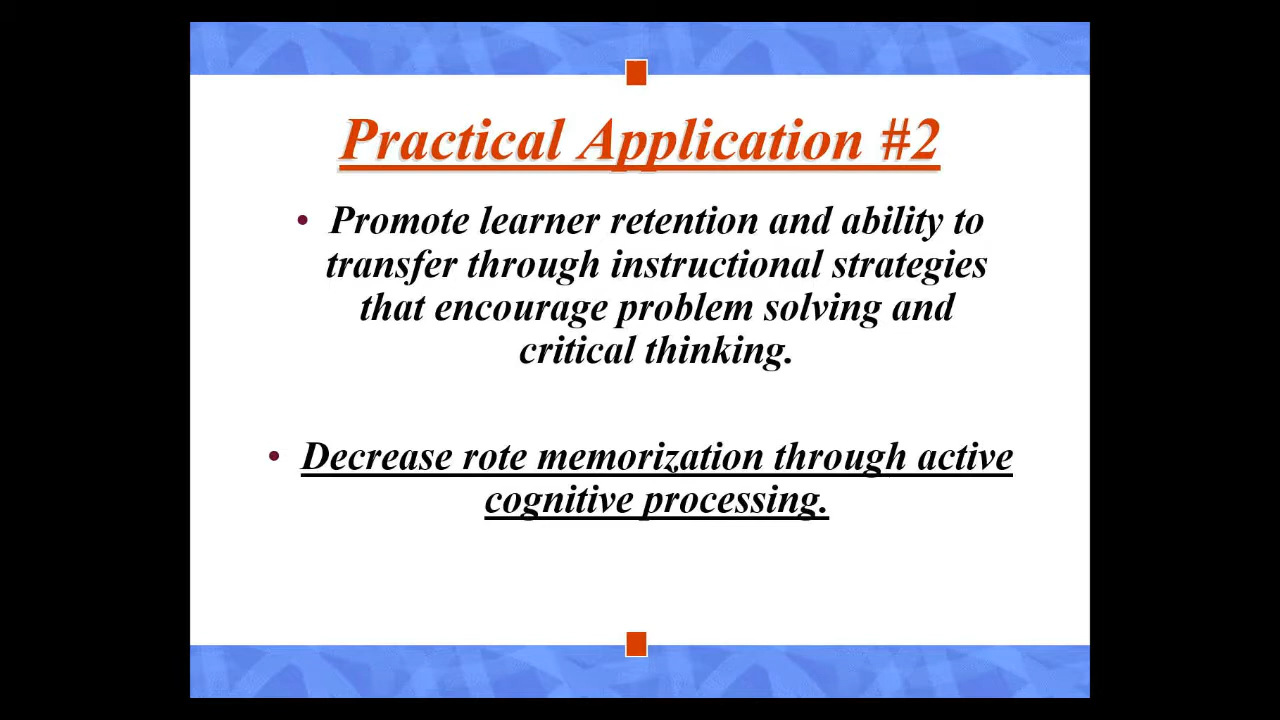 Practical Application #2
• Promote learner retention and ability to
transfer through instructional strategies
that encourage problem solving and
critical thinking.
• Decrease rote memorization through active
cognitive processing.